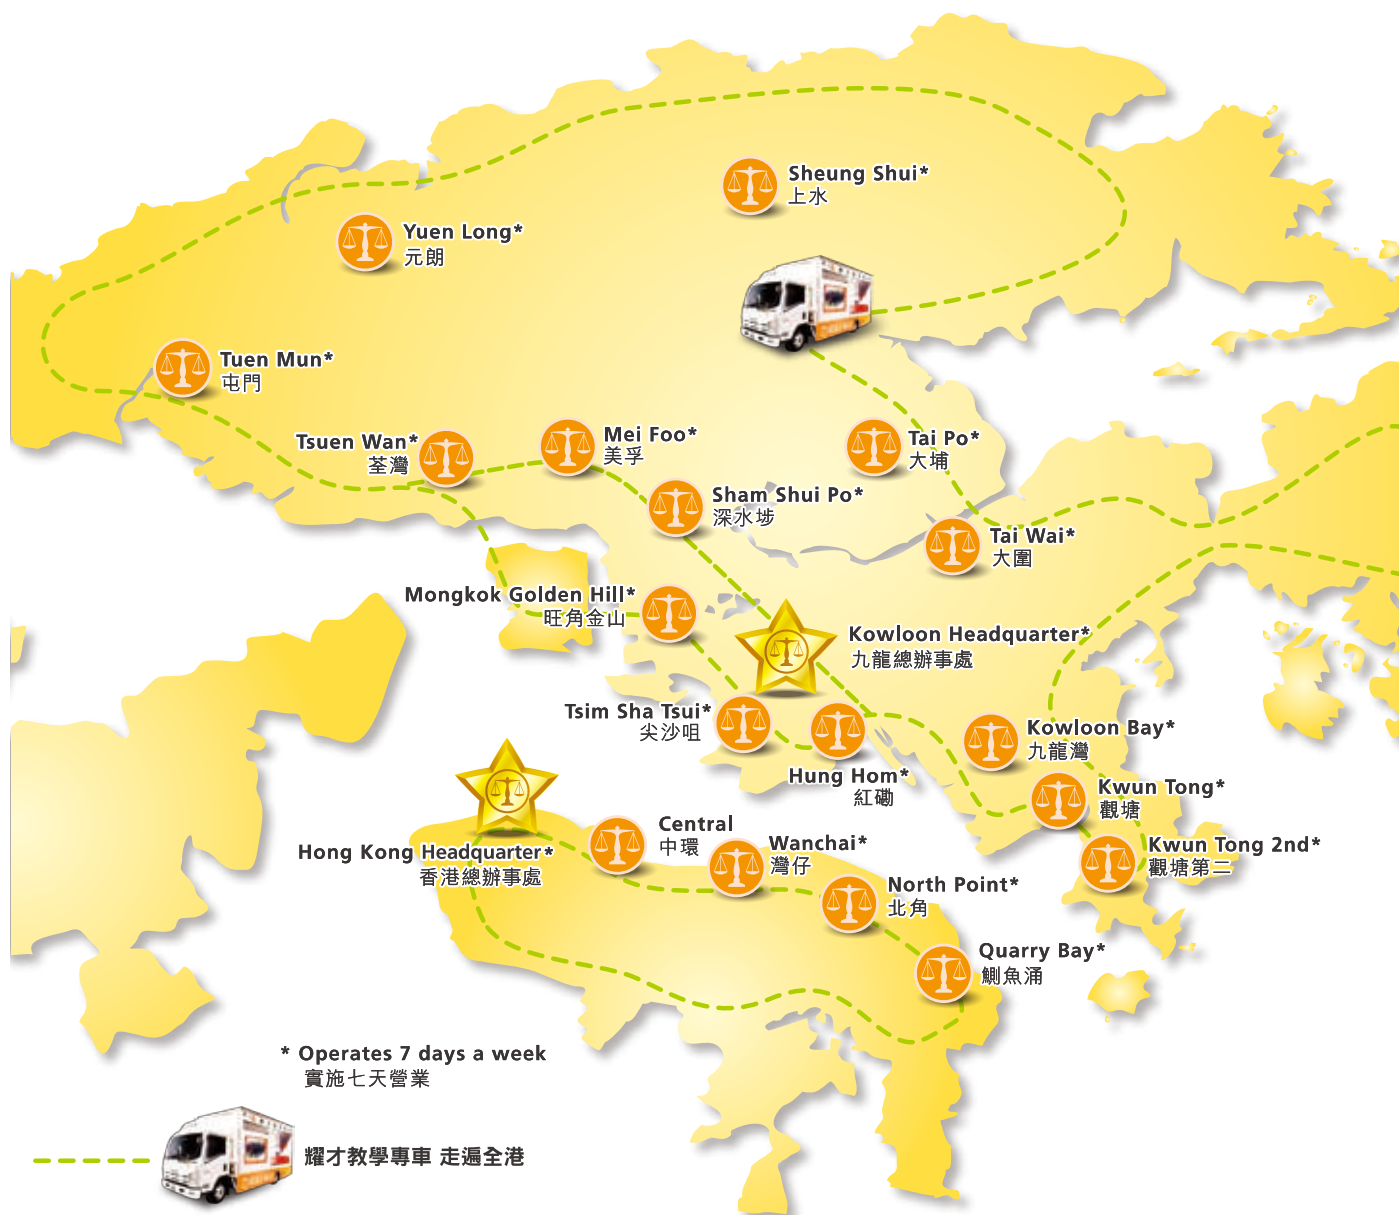 Sheung Shui*
上水
Yuen Long*
元朗
Tuen Mun*
屯門
Tsuen Wan*
荃灣
Mei Foo*
美孚
Tai Po*
大埔
Sham Shui Po*
深水埗
Tai Wai*
大圍
Mongkok Golden Hill*
旺角金山
Kowloon Headquarter*
九龍總辦事處
Tsim Sha Tsui*
尖沙咀
Kowloon Bay*
九龍灣
Hung Hom*
紅磡
Kwun Tong*
觀塘
Kwun Tong 2nd*
觀塘第二
Hong Kong Headquarter*
香港總辦事處
Central
中環
Wanchai*
灣仔
North Point*
北角
Quarry Bay*
鰂魚涌
* Operates 7 days a week
實施七天營業
耀才教學專車 走遍全港